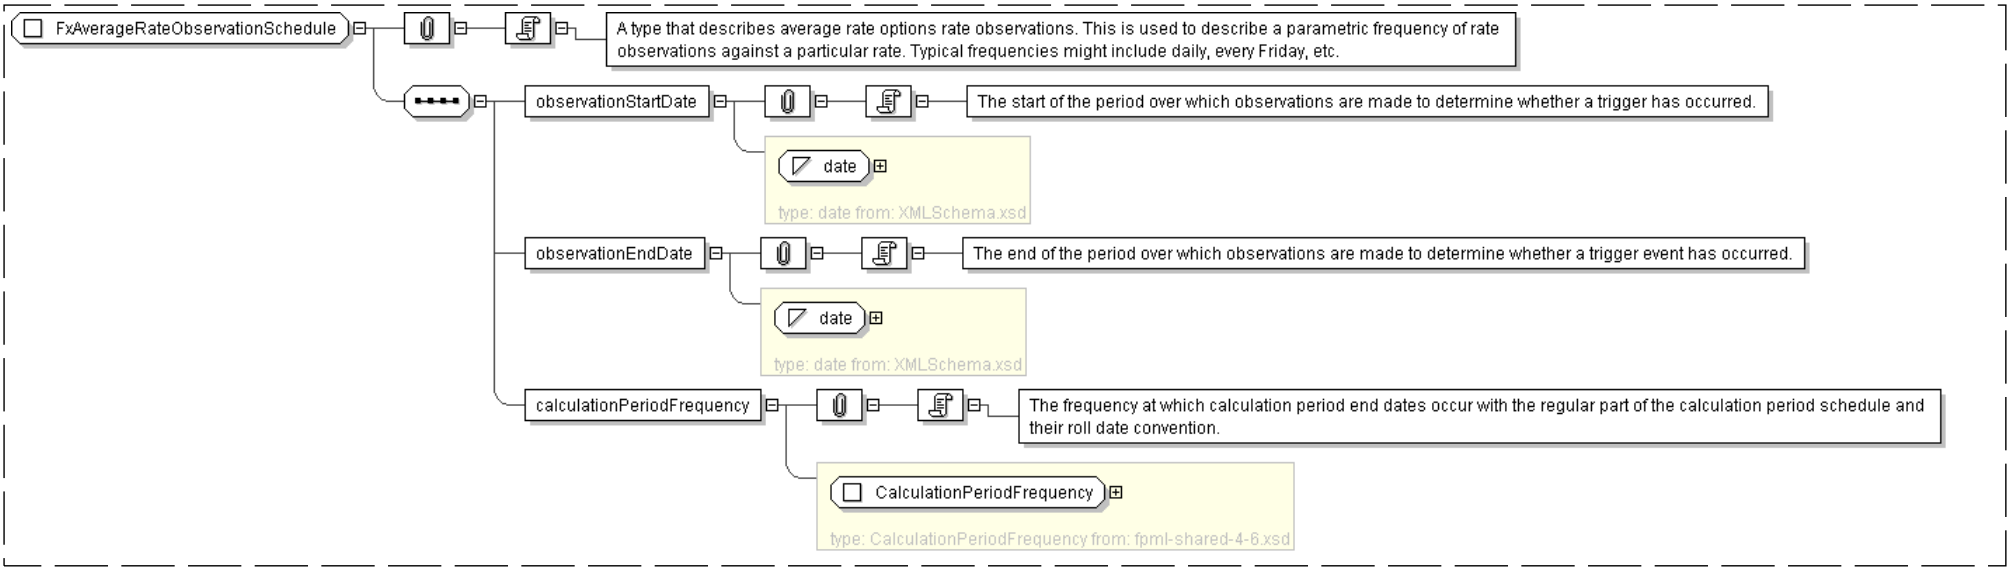 FxAverageRateObservationSchedule
A type that describes average rate options rate observations. This is used to describe a parametric frequency of rate
observations against a particular rate. Typical frequencies might include daily, every Friday, etc.
observationStartDate
The start of the period over which observations are made to determine whether a trigger has occurred.
date
type: date from: XMLSchema.xsd
observationEndDate
The end of the period over which observations are made to determine whether a trigger event has occurred.
date
type: date from: XMLSchema.xsd
calculationPeriodFrequency
The frequency at which calculation period end dates occur with the regular part of the calculation period schedule and
their roll date convention.
CalculationPeriodFrequency
type: CalculationPeriodFrequency from: fpml-shared-4-6.xsd